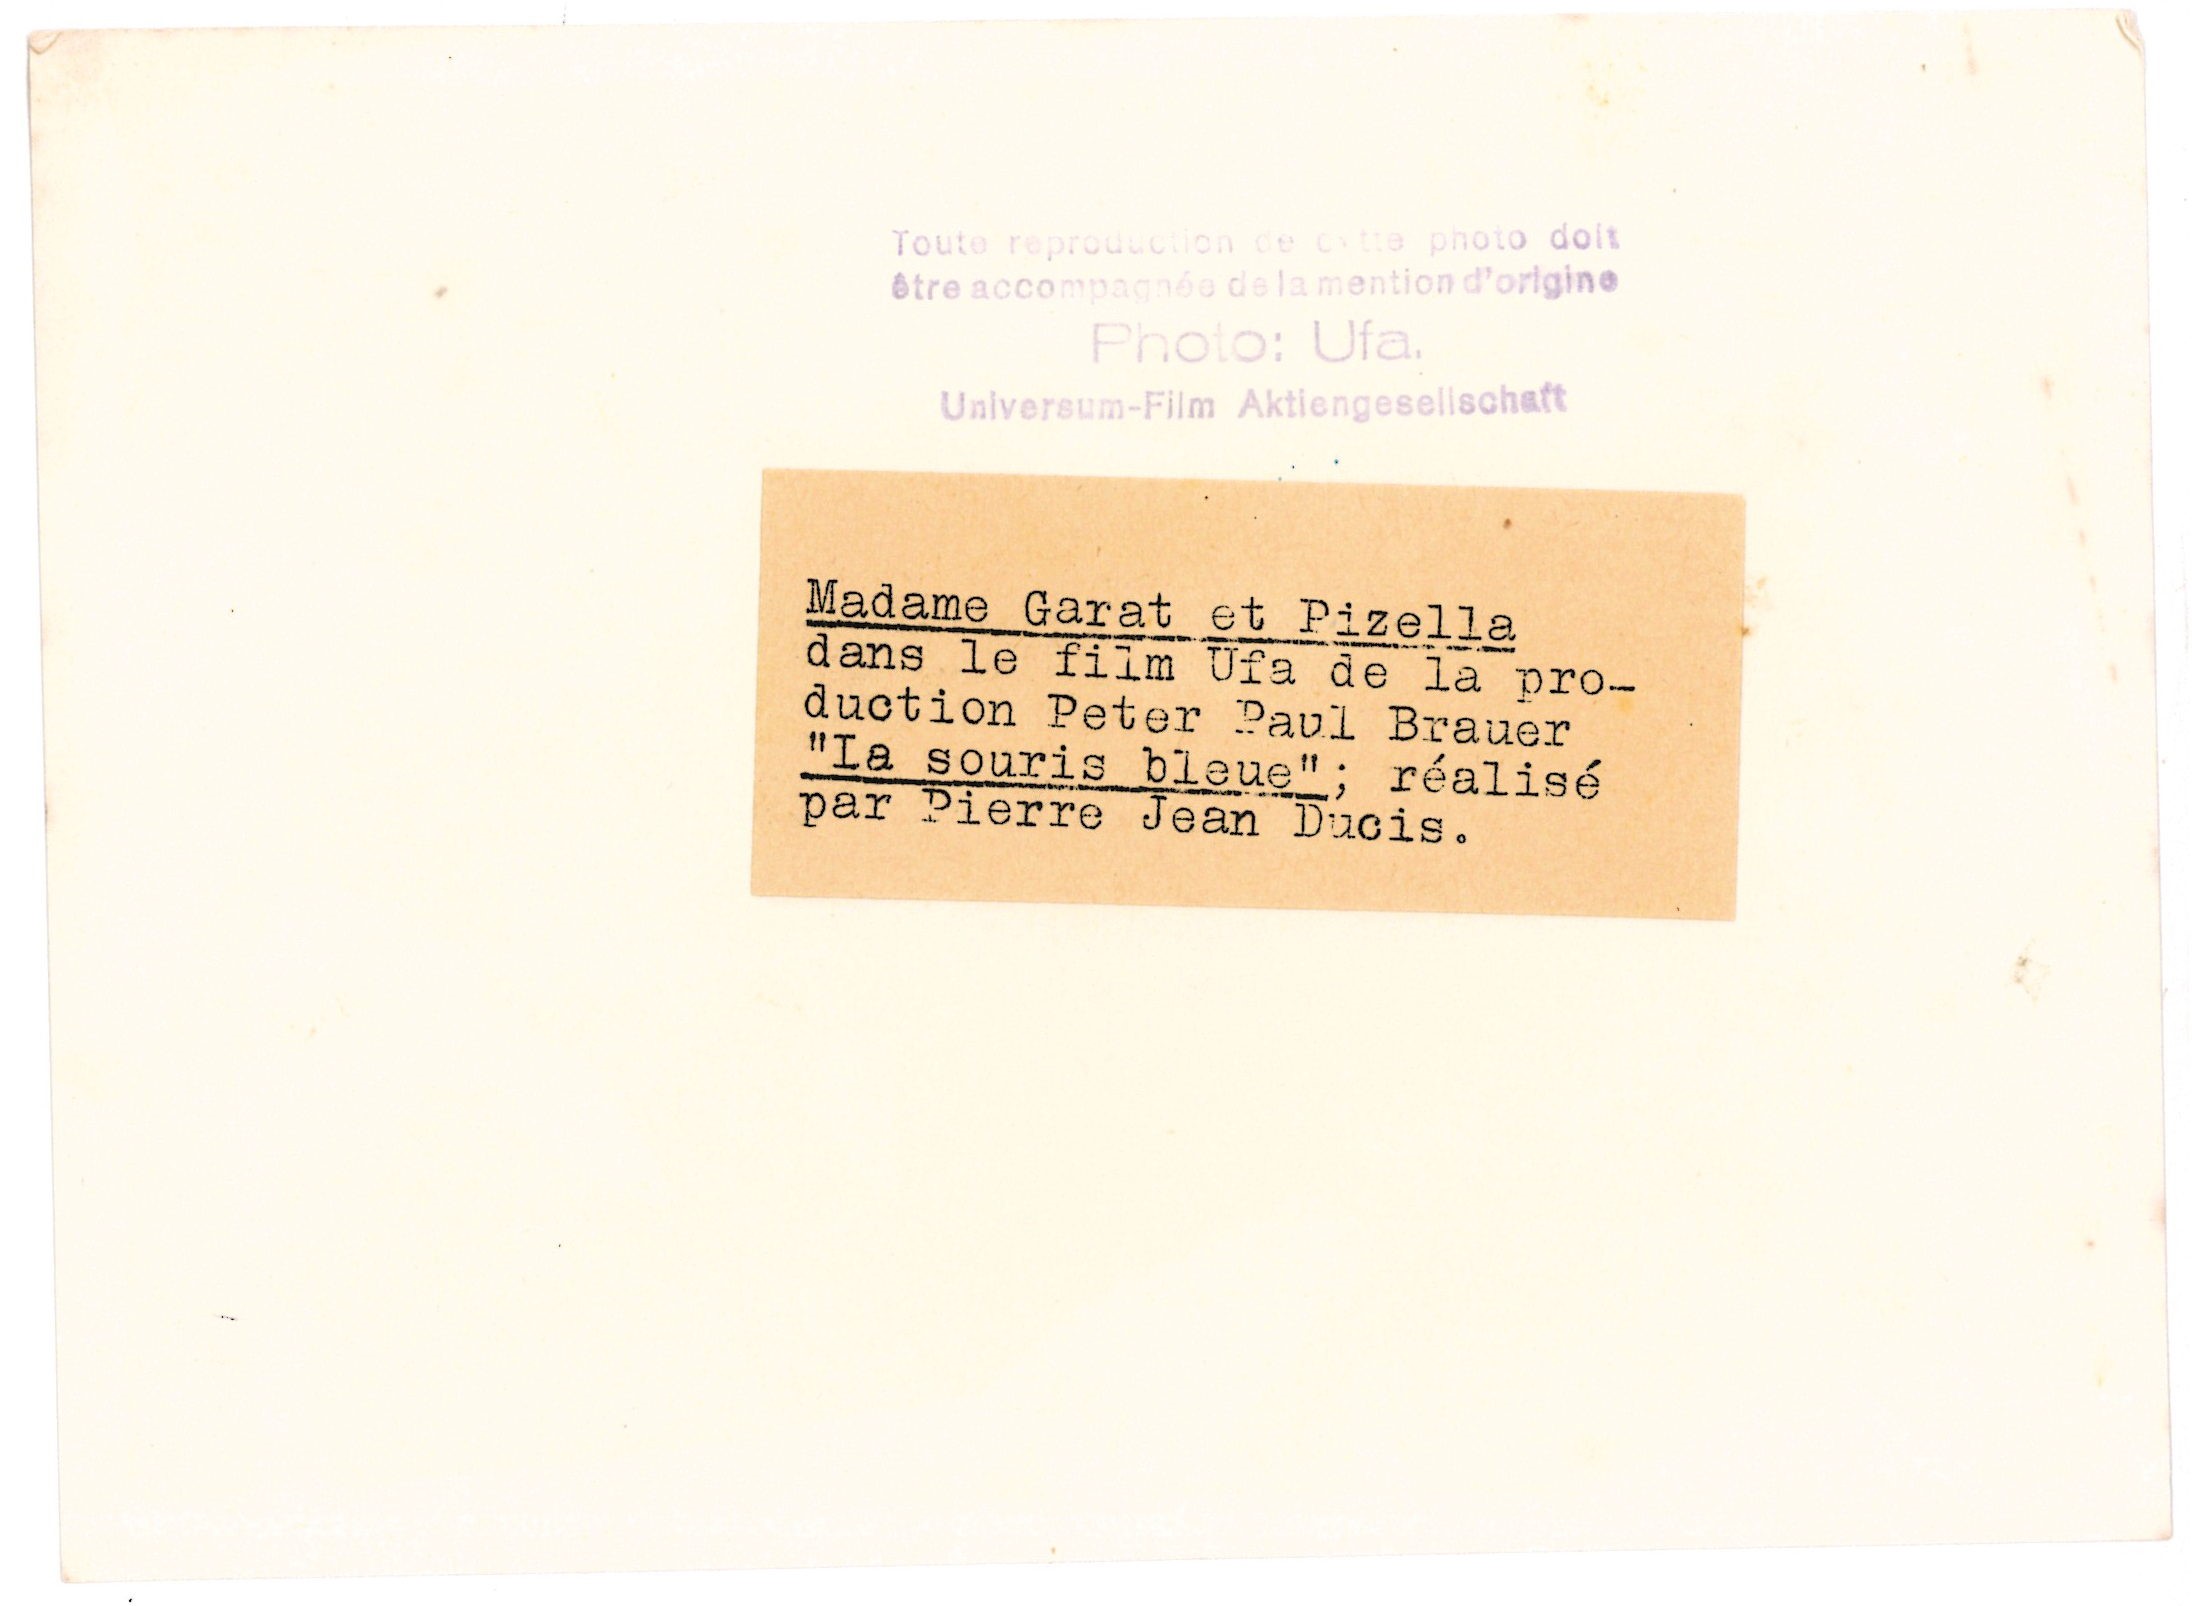 Toute reproduction de cette photo doit
être accompagnée de la mention d'origine
Photo: Ufa.
Universum-Film Aktiengesellschaft
Madame Garat et Pizella
dans le film Ufa de la pro-
duction Peter Paul Brauer
"La souris bleue"; réalisé
par Pierre Jean Ducis.